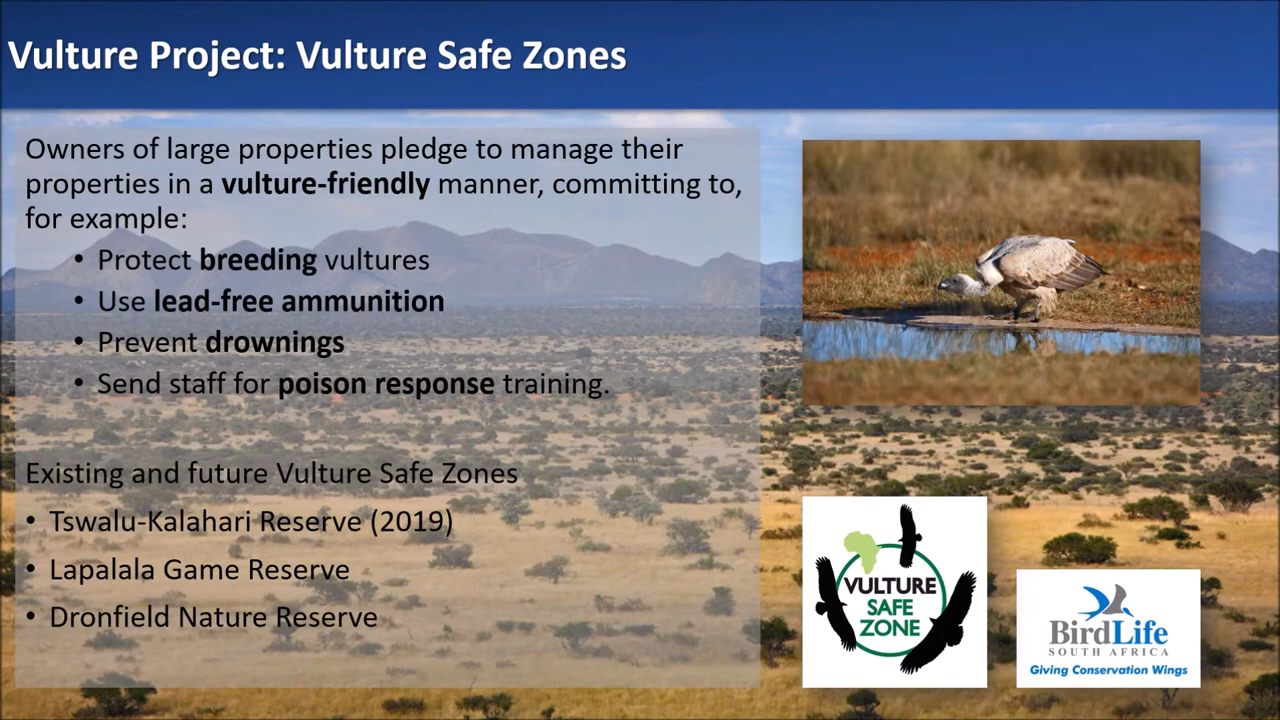 Vulture Project: Vulture Safe Zones
Owners of large properties pledge to manage their
properties in a vulture-friendly manner, committing to,
for example:
• Protect breeding vultures
• Use lead-free ammunition
• Prevent drownings
• Send staff for poison response training.
Existing and future Vulture Safe Zones
• Tswalu-Kalahari Reserve (2019)
• Lapalala Game Reserve
• Dronfield Nature Reserve
VULTURE
SAFE
ZONE
BirdLife
SOUTH AFRICA
Giving Conservation Wings